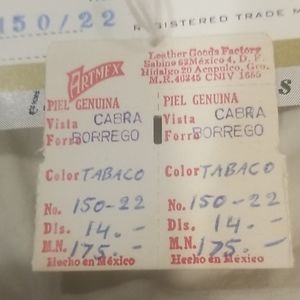 150/22
REGISTERED TRADE M
ARTMEX
Leather Goods Factory
Sabino 62 México 4, D. F.
Hidalgo 20 Acapulco, Gro.
M.R. 40245 CNIV 1665
PIEL GENUINA
Vista CABRA
Forro BORREGO
Color TABACO
No. 150-22
Dls. 14.-
M.N. 175.-
Hecho en México
PIEL GENUINA
Vista CABRA
Forro BORREGO
Color TABACO
No. 150-22
Dls. 14.-
M.N. 175.-
Hecho en México